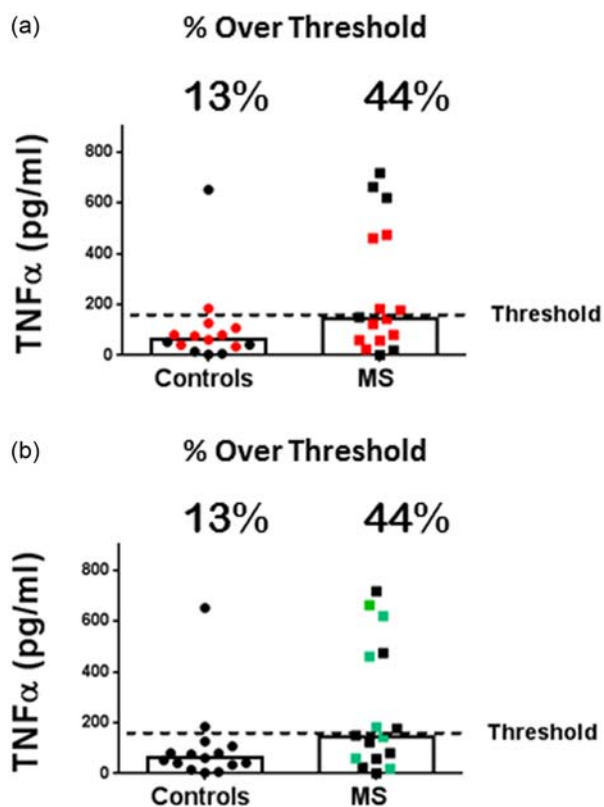 (a)
% Over Threshold
13% 44%
TNFα (pg/ml)
800
600
400
200
0
Threshold
Controls MS
(b)
% Over Threshold
13% 44%
TNFα (pg/ml)
800
600
400
200
0
Threshold
Controls MS